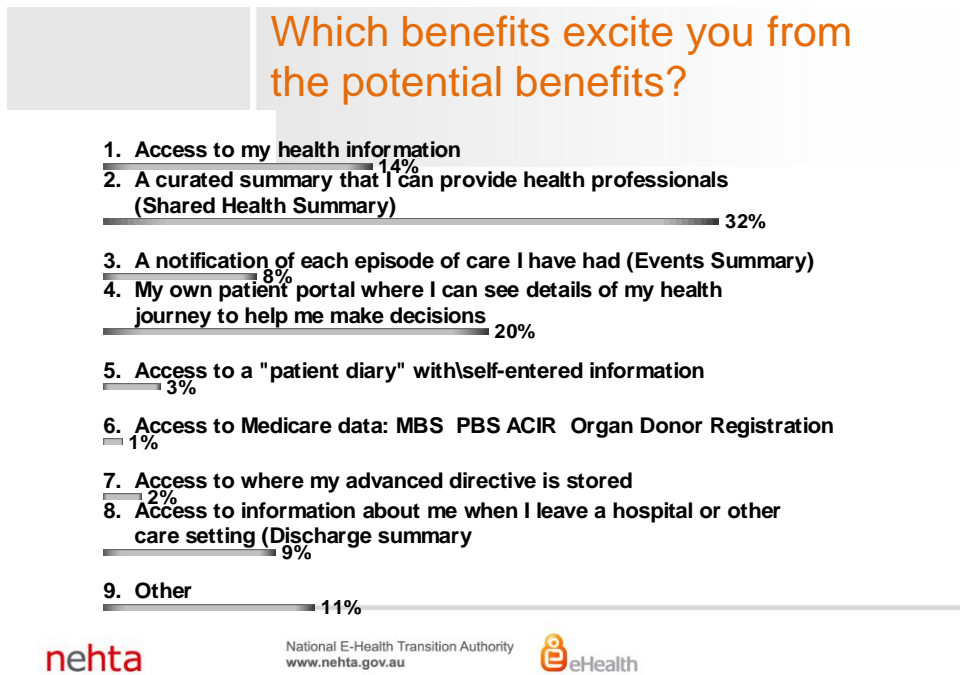 Which benefits excite you from
the potential benefits?
1. Access to my health information
14%
2. A curated summary that I can provide health professionals
(Shared Health Summary)
32%
3. A notification of each episode of care I have had (Events Summary)
8%
4. My own patient portal where I can see details of my health
journey to help me make decisions
20%
5. Access to a "patient diary" with\self-entered information
3%
6. Access to Medicare data: MBS PBS ACIR Organ Donor Registration
1%
7. Access to where my advanced directive is stored
2%
8. Access to information about me when I leave a hospital or other
care setting (Discharge summary
9%
9. Other
11%
nehta
National E-Health Transition Authority
www.nehta.gov.au
eHealth